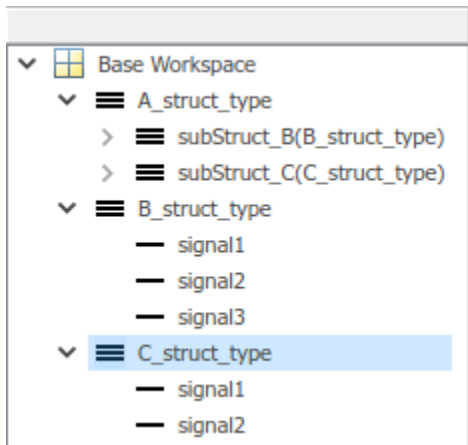 Base Workspace
A_struct_type
subStruct_B(B_struct_type)
subStruct_C(C_struct_type)
B_struct_type
signal1
signal2
signal3
C_struct_type
signal1
signal2